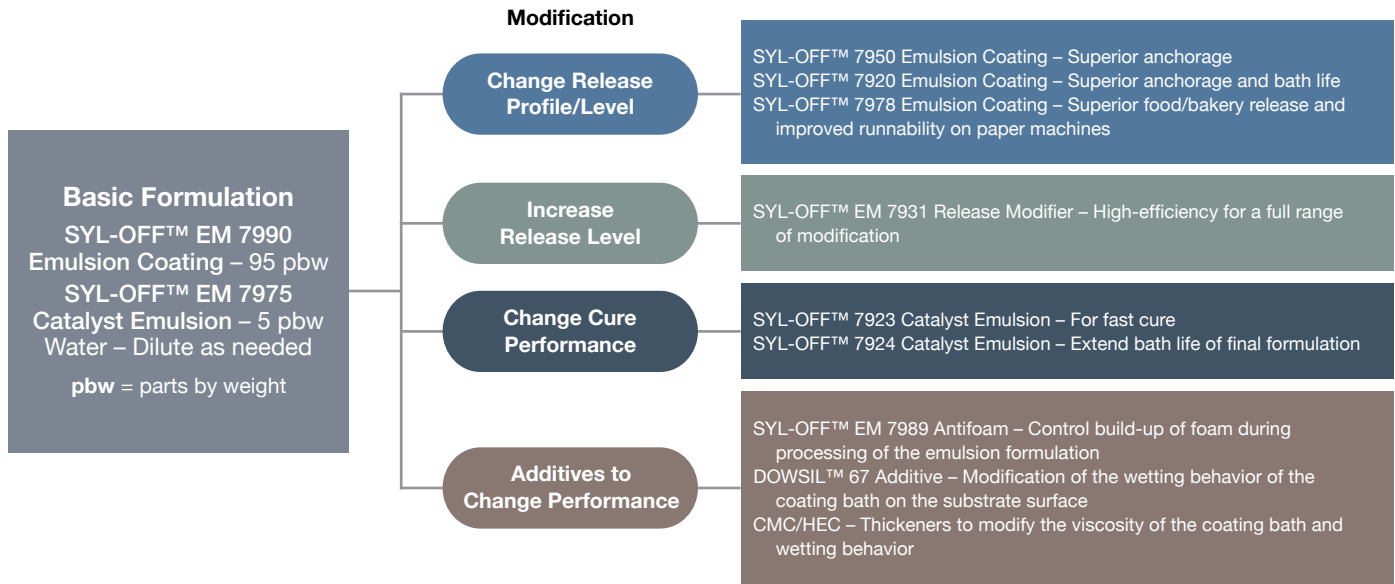 Modification
Basic Formulation
SYL-OFF™ EM 7990
Emulsion Coating – 95 pbw
SYL-OFF™ EM 7975
Catalyst Emulsion – 5 pbw
Water – Dilute as needed
pbw = parts by weight
Change Release
Profile/Level
SYL-OFF™ 7950 Emulsion Coating – Superior anchorage
SYL-OFF™ 7920 Emulsion Coating – Superior anchorage and bath life
SYL-OFF™ 7978 Emulsion Coating – Superior food/bakery release and
improved runnability on paper machines
Increase
Release Level
SYL-OFF™ EM 7931 Release Modifier – High-efficiency for a full range
of modification
Change Cure
Performance
SYL-OFF™ 7923 Catalyst Emulsion – For fast cure
SYL-OFF™ 7924 Catalyst Emulsion – Extend bath life of final formulation
Additives to
Change Performance
SYL-OFF™ EM 7989 Antifoam – Control build-up of foam during
processing of the emulsion formulation
DOWSIL™ 67 Additive – Modification of the wetting behavior of the
coating bath on the substrate surface
CMC/HEC – Thickeners to modify the viscosity of the coating bath and
wetting behavior